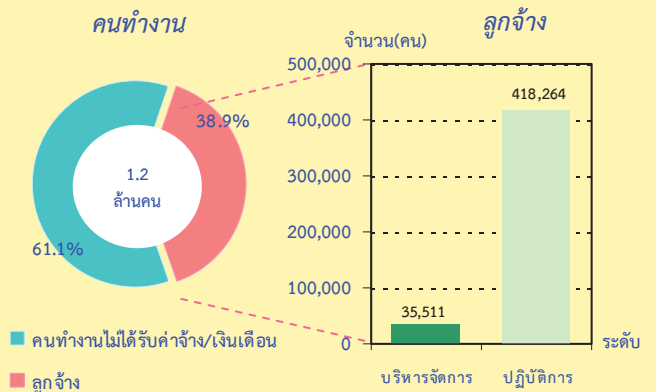 คนทำงาน
38.9%
1.2
ล้านคน
61.1%
คนทำงานไม่ได้รับค่าจ้าง/เงินเดือน
ลูกจ้าง
ลูกจ้าง
จำนวน(คน)
500,000
400,000
300,000
200,000
100,000
0
418,264
35,511
ระดับ
บริหารจัดการ
ปฏิบัติการ